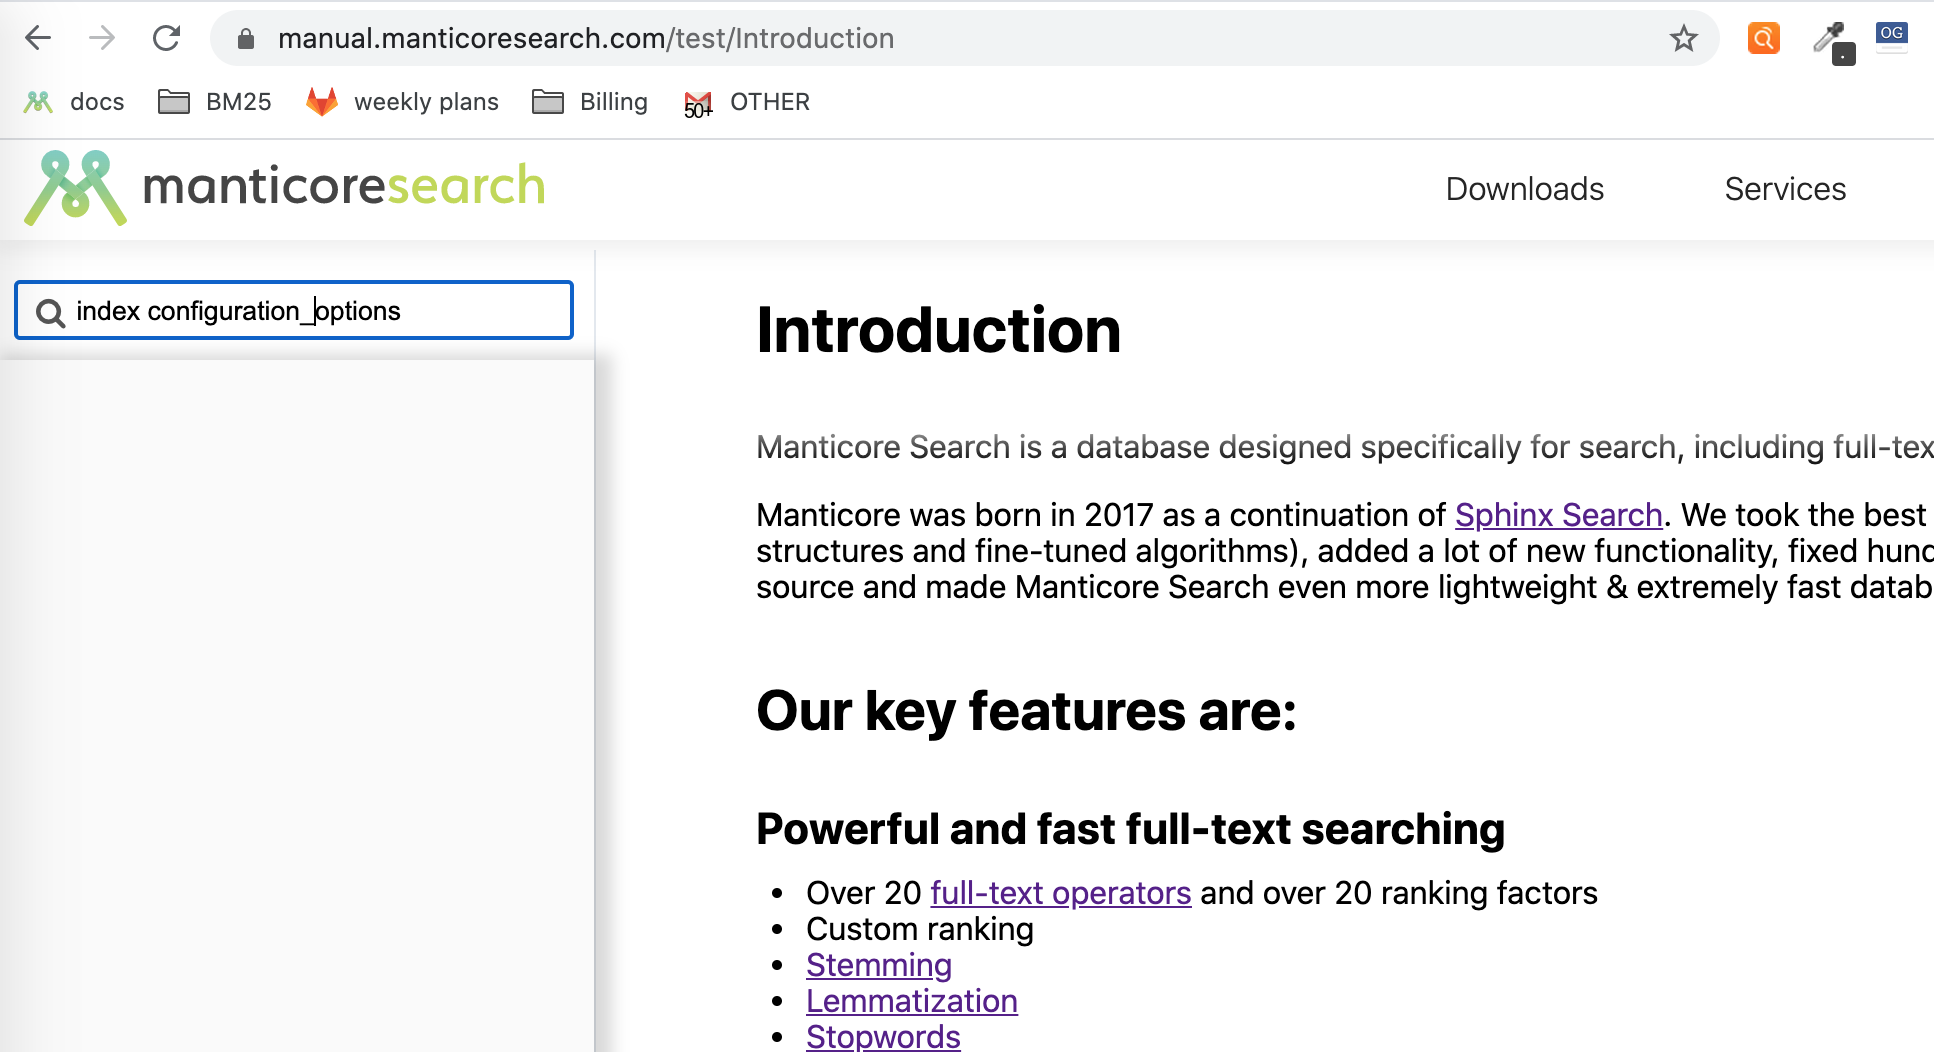 manual.manticoresearch.com/test/Introduction
OG
docs
BM25
weekly plans
Billing
50+
OTHER
manticoresearch
Downloads
Services
index configuration_options
Introduction
Manticore Search is a database designed specifically for search, including full-tex
Manticore was born in 2017 as a continuation of Sphinx Search. We took the best
structures and fine-tuned algorithms), added a lot of new functionality, fixed hund
source and made Manticore Search even more lightweight & extremely fast datab
Our key features are:
Powerful and fast full-text searching
• Over 20 full-text operators and over 20 ranking factors
• Custom ranking
• Stemming
• Lemmatization
• Stopwords